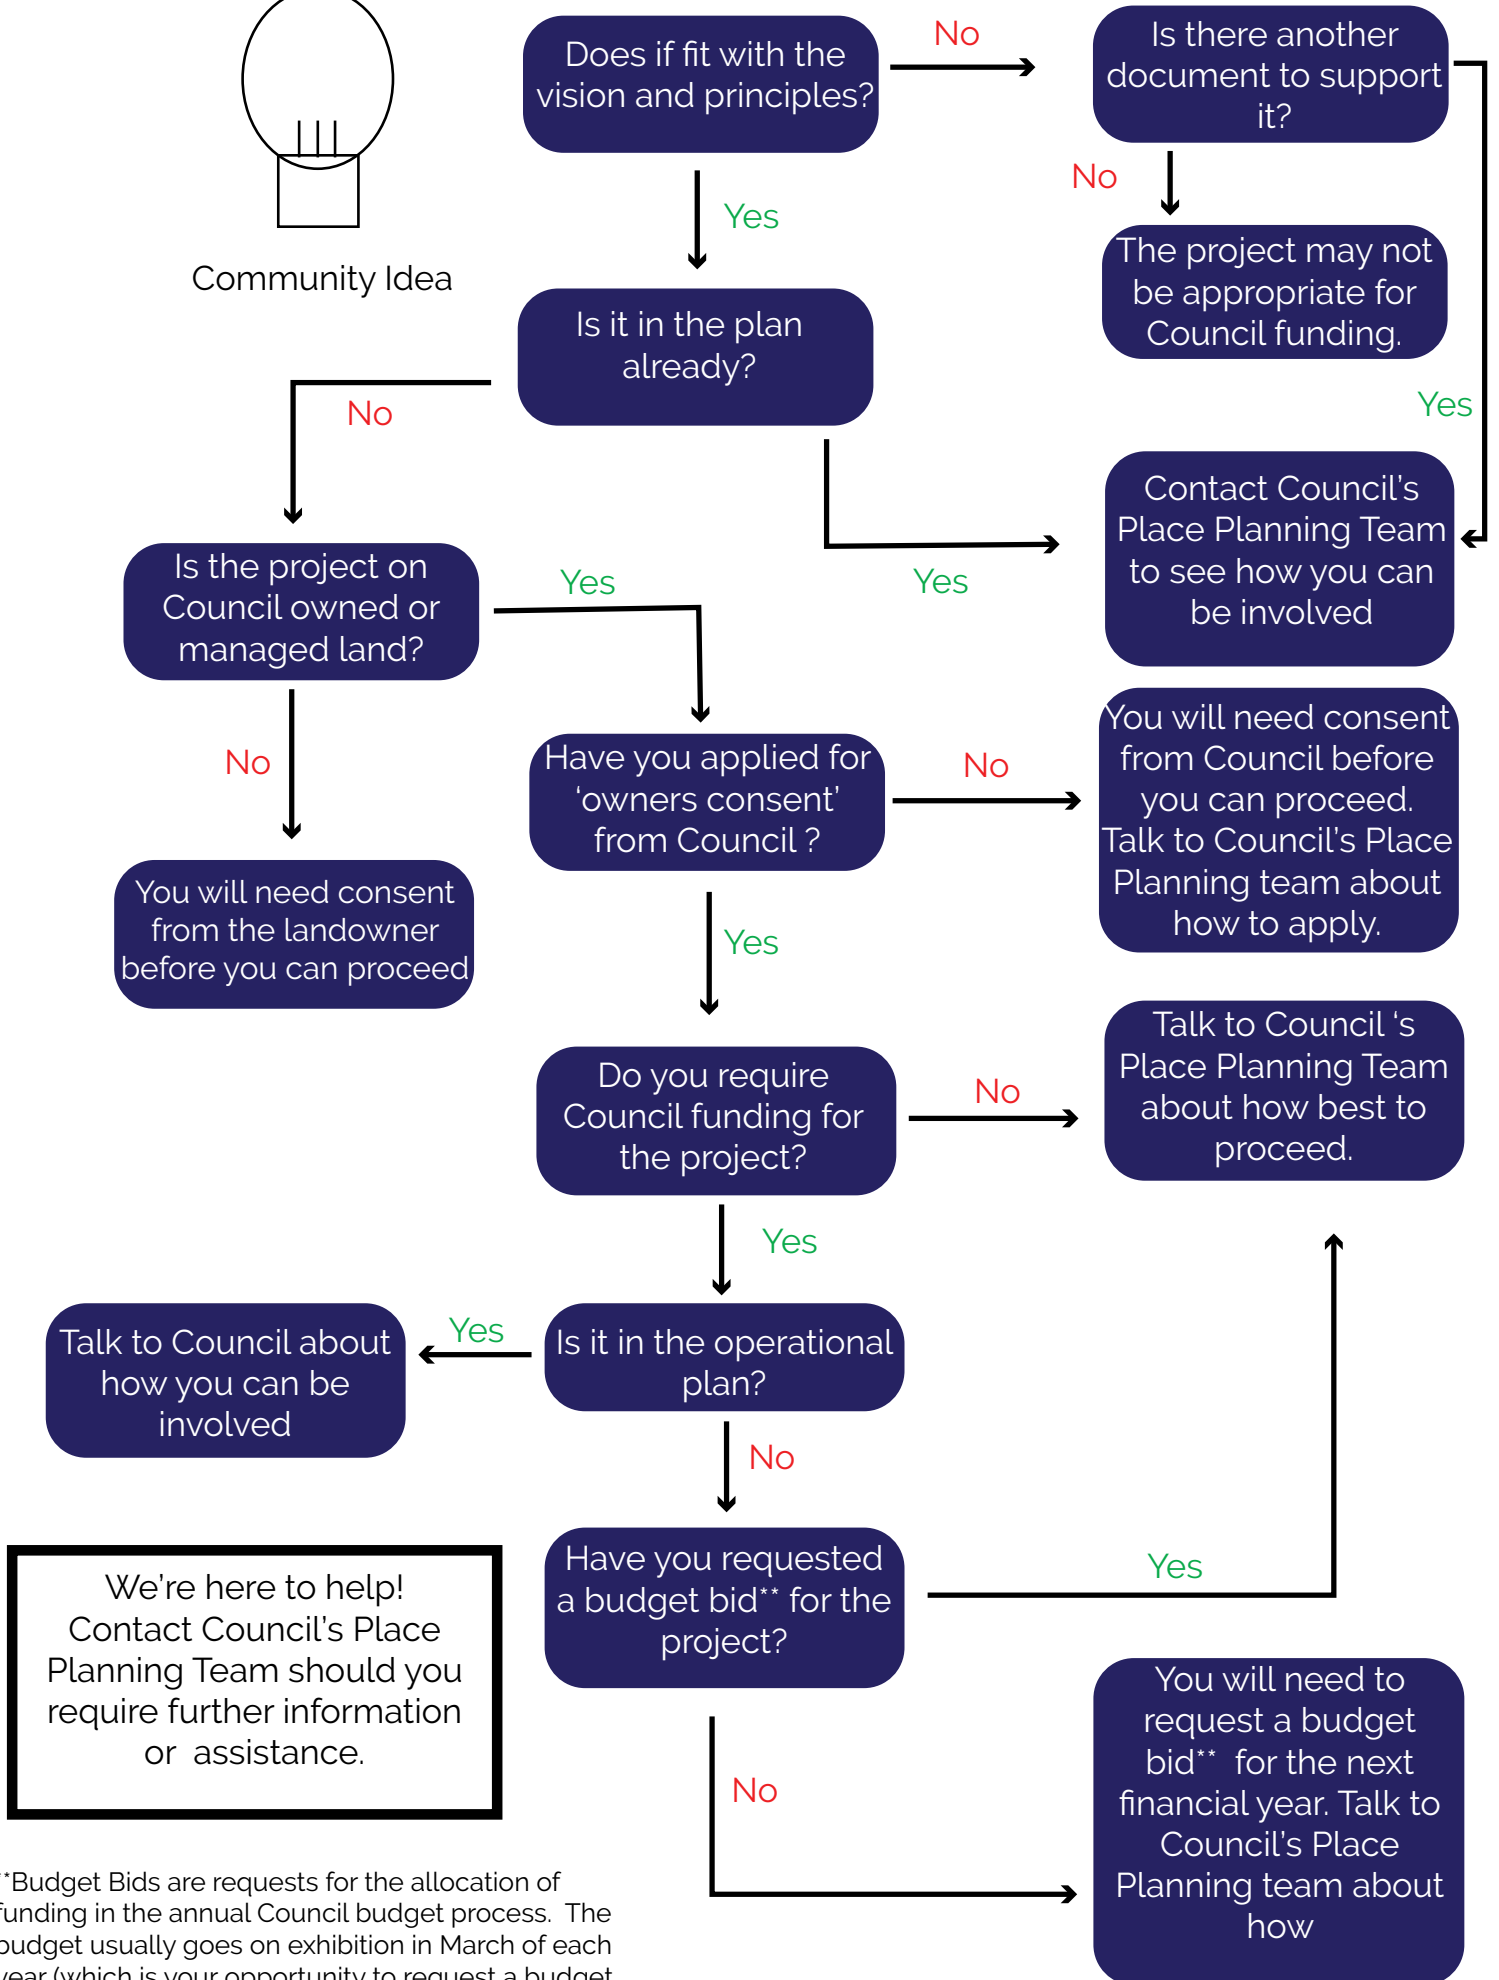 Does if fit with the
vision and principles?
No
Is there another
document to support
it?
No
Yes
The project may not
be appropriate for
Council funding.
Community Idea
Is it in the plan
already?
No
Yes
Yes
Contact Council's
Place Planning Team
to see how you can
be involved
Is the project on
Council owned or
managed land?
Yes
No
You will need consent
from the landowner
before you can proceed
Have you applied for
‘owners consent’
from Council ?
No
You will need consent
from Council before
you can proceed.
Talk to Council's Place
Planning team about
how to apply.
Yes
Do you require
Council funding for
the project?
No
Talk to Council ‘s
Place Planning Team
about how best to
proceed.
Yes
Is it in the operational
plan?
Yes
Talk to Council about
how you can be
involved
No
Have you requested
a budget bid** for the
project?
Yes
No
You will need to
request a budget
bid** for the next
financial year. Talk to
Council's Place
Planning team about
how
We're here to help!
Contact Council's Place
Planning Team should you
require further information
or assistance.
**Budget Bids are requests for the allocation of
funding in the annual Council budget process. The
budget usually goes on exhibition in March of each
year (which is your opportunity to request a budget